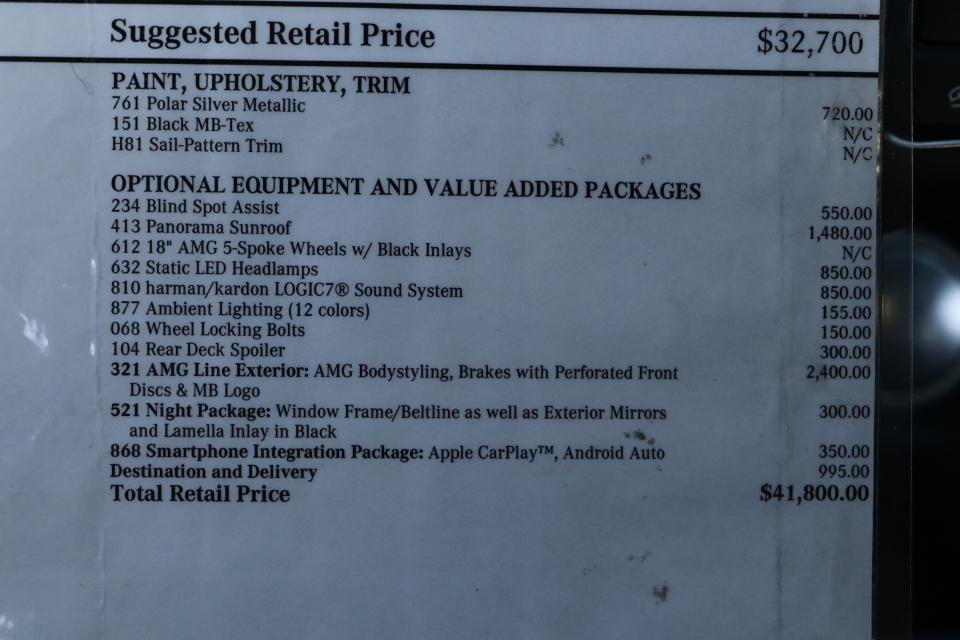 Suggested Retail Price $32,700
PAINT, UPHOLSTERY, TRIM
761 Polar Silver Metallic 720.00
151 Black MB-Tex N/C
H81 Sail-Pattern Trim N/C
OPTIONAL EQUIPMENT AND VALUE ADDED PACKAGES
234 Blind Spot Assist 550.00
413 Panorama Sunroof 1,480.00
612 18" AMG 5-Spoke Wheels w/ Black Inlays N/C
632 Static LED Headlamps 850.00
810 harman/kardon LOGIC7® Sound System 850.00
877 Ambient Lighting (12 colors) 155.00
068 Wheel Locking Bolts 150.00
104 Rear Deck Spoiler 300.00
321 AMG Line Exterior: AMG Bodystyling, Brakes with Perforated Front 2,400.00
Discs & MB Logo
521 Night Package: Window Frame/Beltline as well as Exterior Mirrors 300.00
and Lamella Inlay in Black
868 Smartphone Integration Package: Apple CarPlay™, Android Auto 350.00
Destination and Delivery 995.00
Total Retail Price $41,800.00